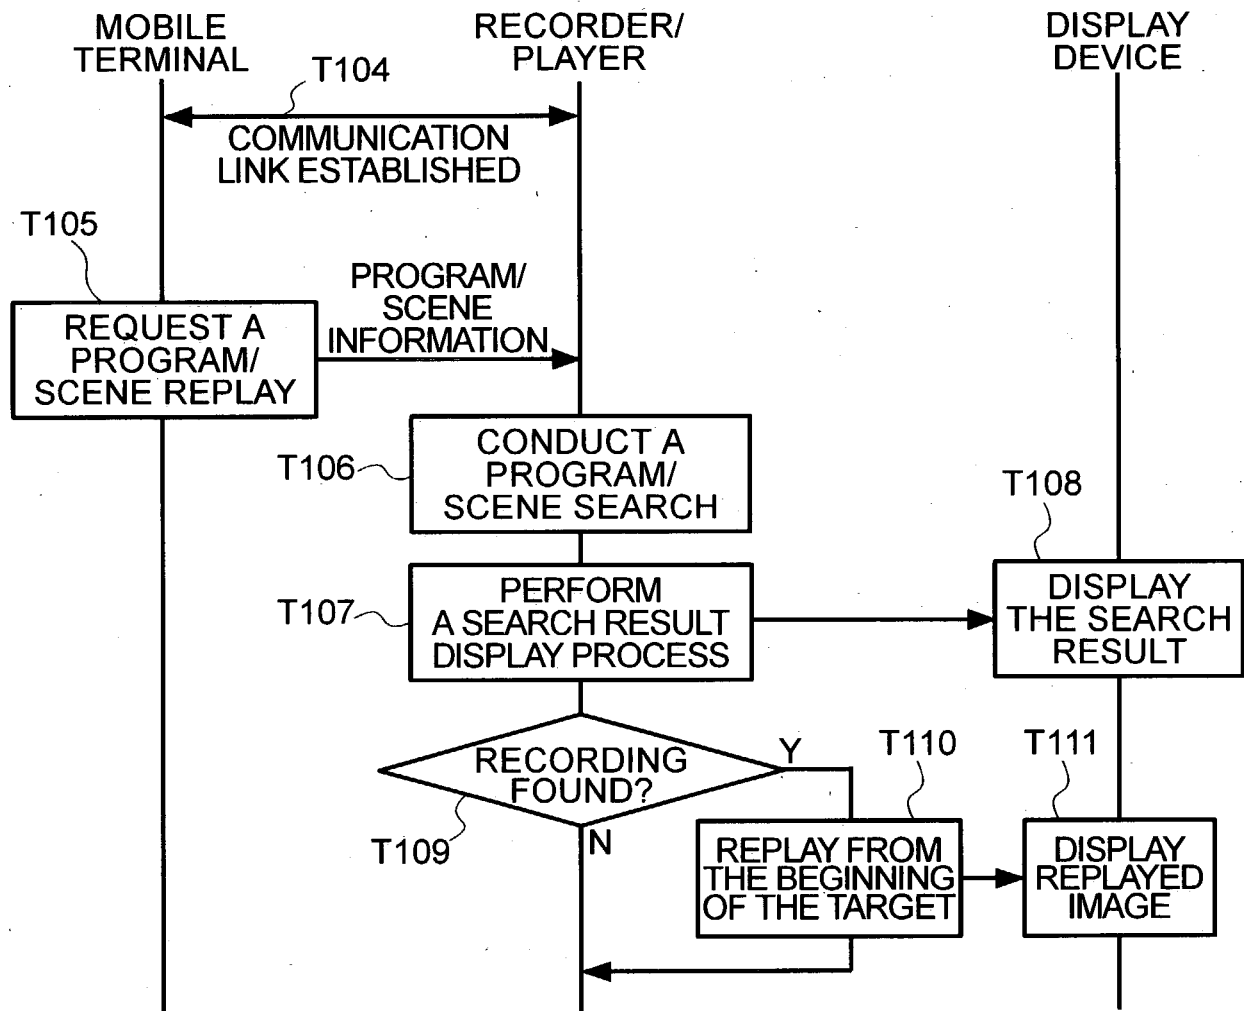 MOBILE
TERMINAL
RECORDER/
PLAYER
DISPLAY
DEVICE
T104
COMMUNICATION
LINK ESTABLISHED
T105
REQUEST A
PROGRAM/
SCENE REPLAY
PROGRAM/
SCENE
INFORMATION
T106
CONDUCT A
PROGRAM/
SCENE SEARCH
T107
PERFORM
A SEARCH RESULT
DISPLAY PROCESS
T108
DISPLAY
THE SEARCH
RESULT
RECORDING
FOUND?
Y
N
T109
T110
REPLAY FROM
THE BEGINNING
OF THE TARGET
T111
DISPLAY
REPLAYED
IMAGE